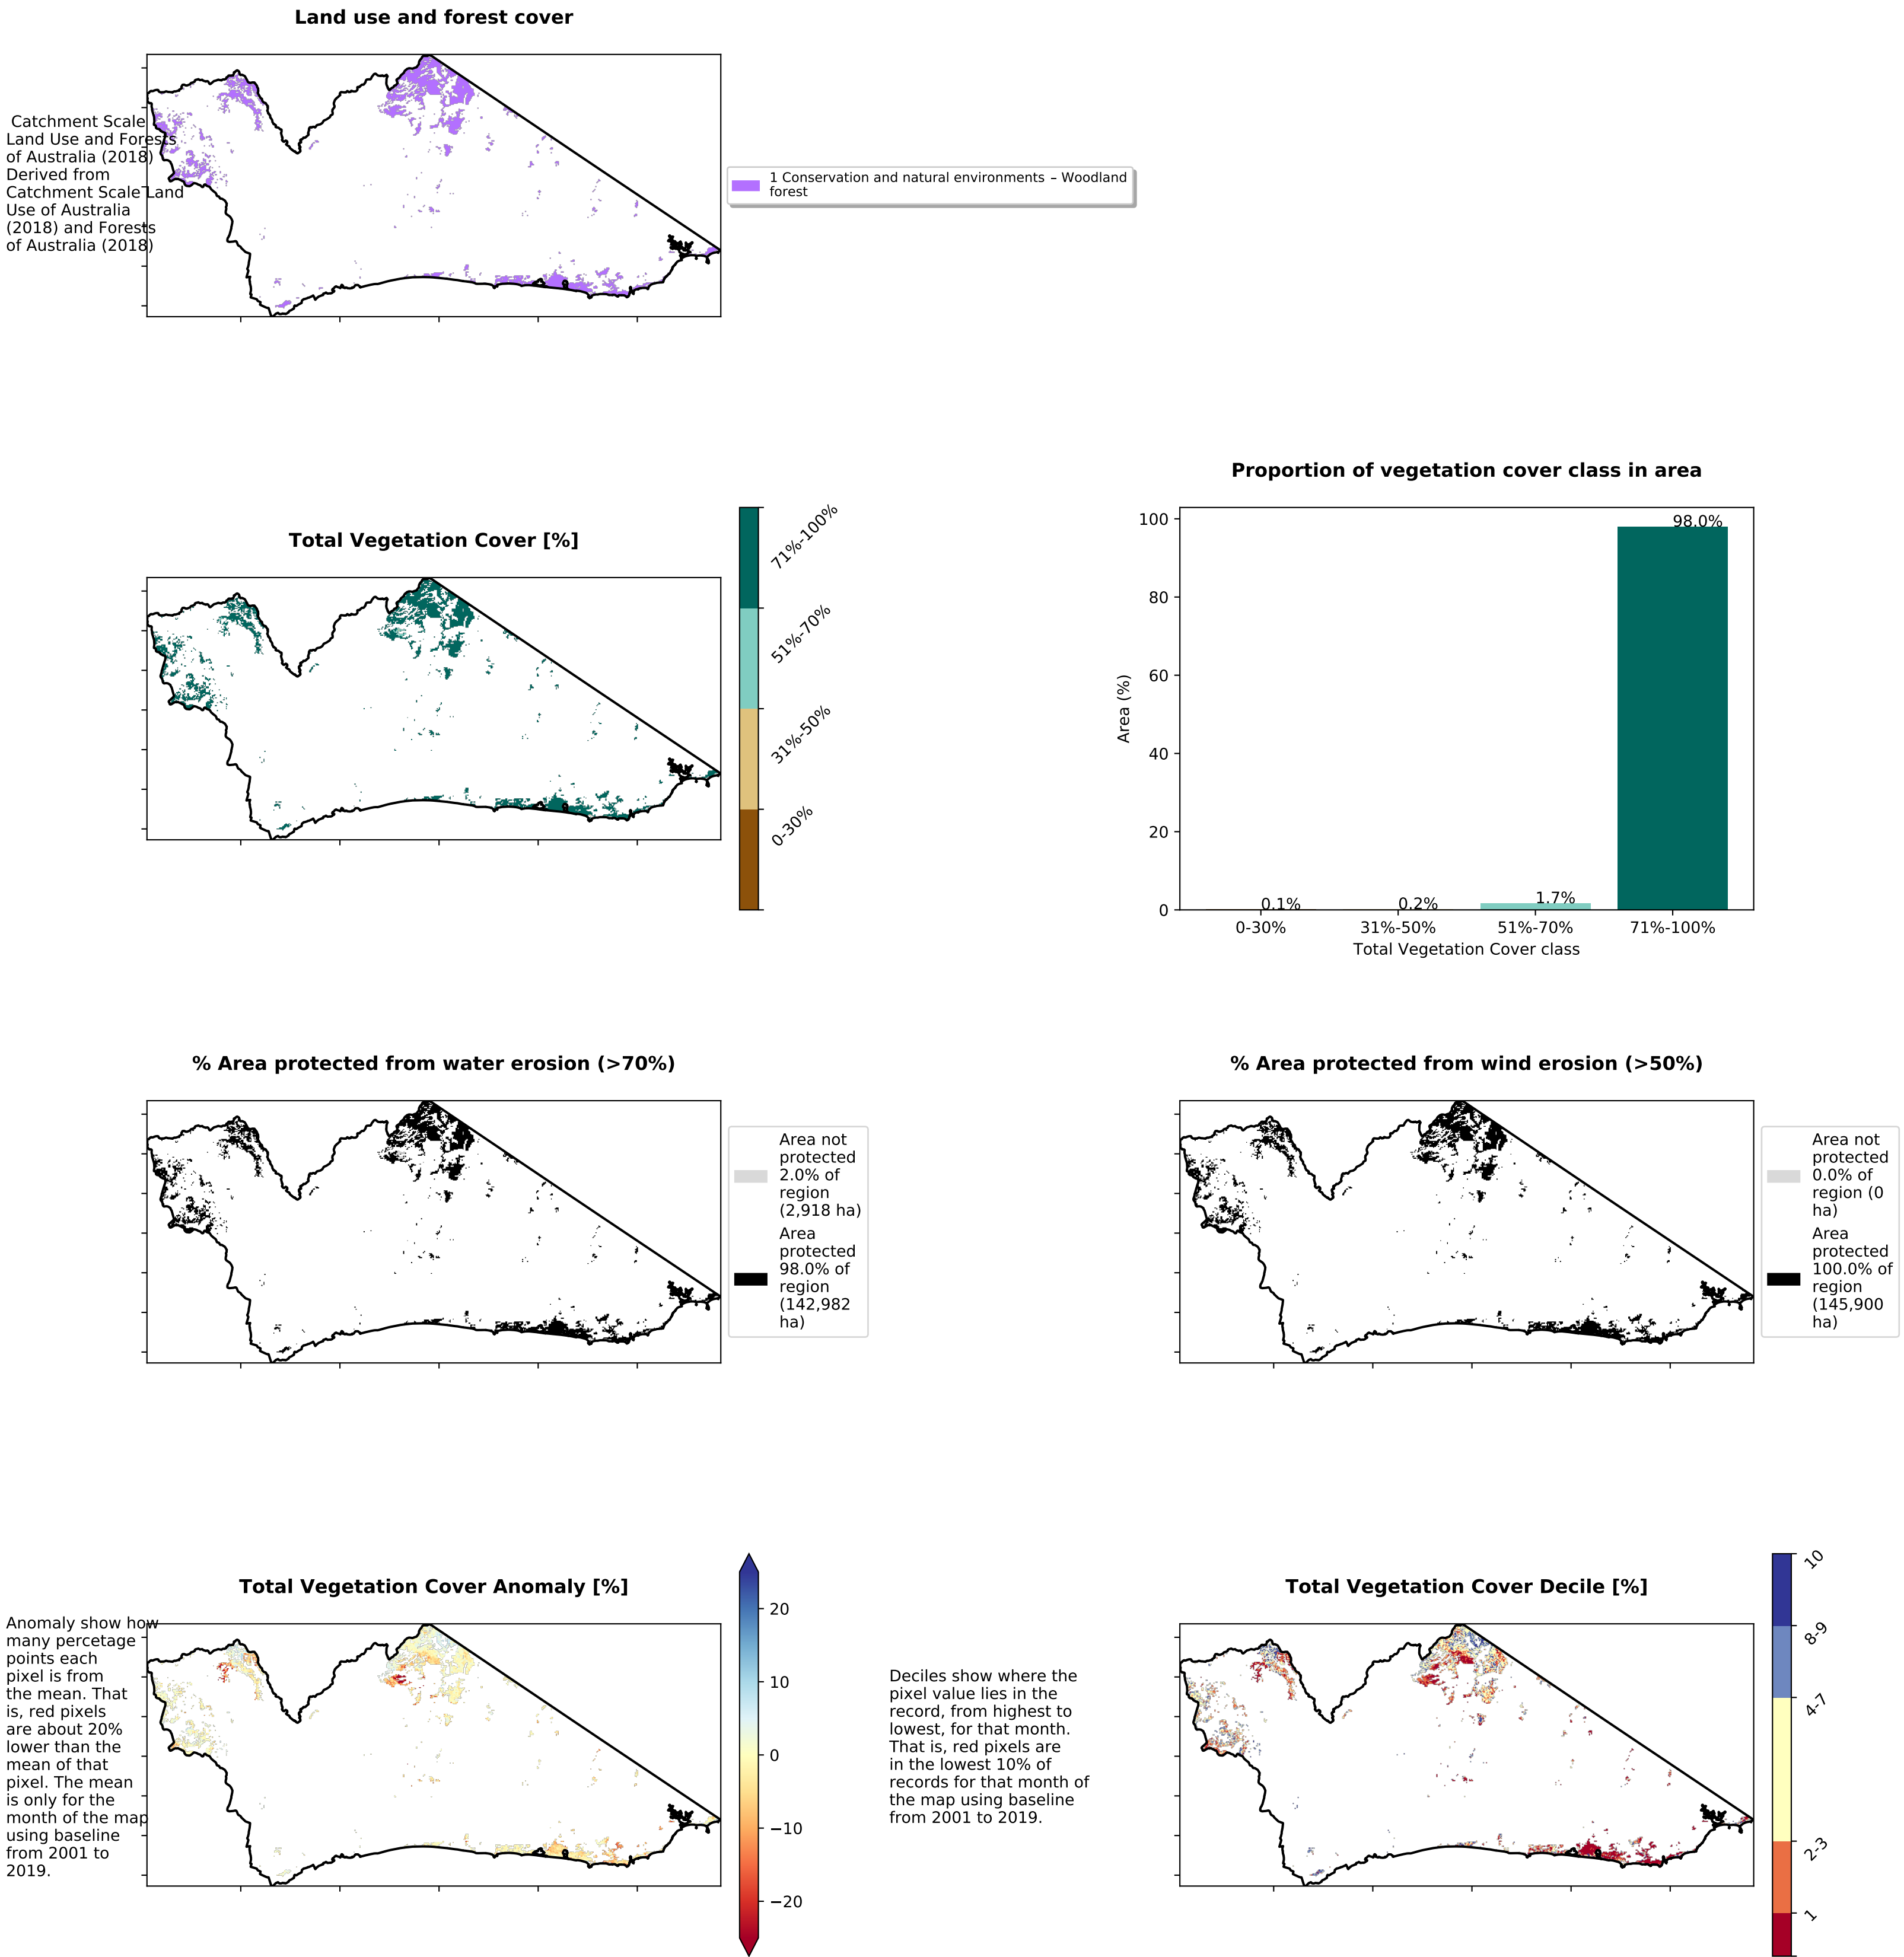 Land use and forest cover
Catchment Scale
Land Use and Forests
of Australia (2018)
Derived from
Catchment Scale Land
Use of Australia
(2018) and Forests
of Australia (2018)
1 Conservation and natural environments – Woodland
forest
Total Vegetation Cover [%]
71%-100%
51%-70%
31%-50%
0-30%
Proportion of vegetation cover class in area
100
80
60
40
20
0
Area (%)
0.1%
0.2%
1.7%
98.0%
0-30%
31%-50%
51%-70%
71%-100%
Total Vegetation Cover class
% Area protected from water erosion (>70%)
Area not
protected
2.0% of
region
(2,918 ha)
Area
protected
98.0% of
region
(142,982
ha)
% Area protected from wind erosion (>50%)
Area not
protected
0.0% of
region (0
ha)
Area
protected
100.0% of
region
(145,900
ha)
Total Vegetation Cover Anomaly [%]
Anomaly show how
many percetage
points each
pixel is from
the mean. That
is, red pixels
are about 20%
lower than the
mean of that
pixel. The mean
is only for the
month of the map
using baseline
from 2001 to
2019.
20
10
0
−10
−20
Deciles show where the
pixel value lies in the
record, from highest to
lowest, for that month.
That is, red pixels are
in the lowest 10% of
records for that month of
the map using baseline
from 2001 to 2019.
Total Vegetation Cover Decile [%]
10
8-9
4-7
2-3
1